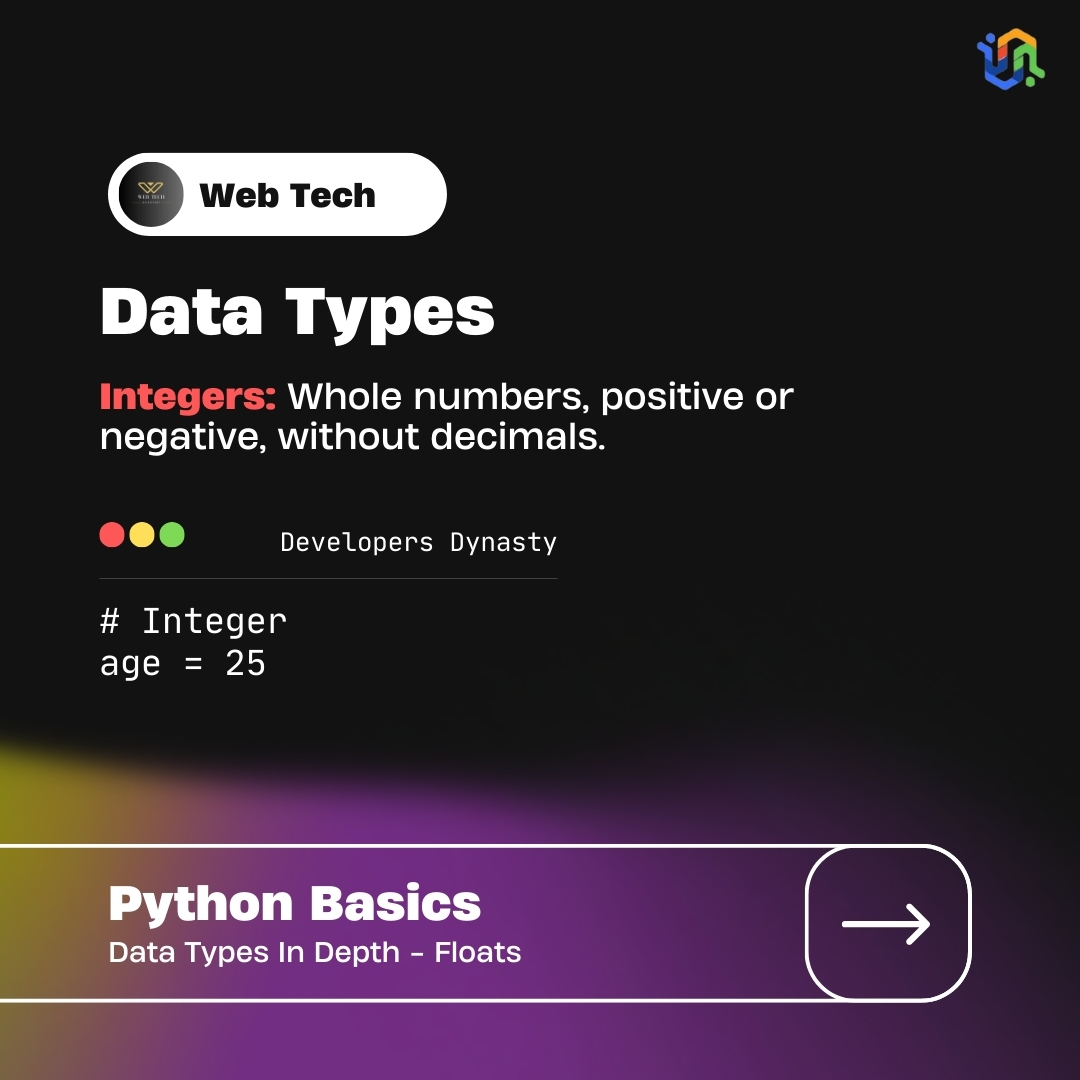 Web Tech
Data Types
Integers: Whole numbers, positive or
negative, without decimals.
Developers Dynasty
# Integer
age = 25
Python Basics
Data Types In Depth - Floats